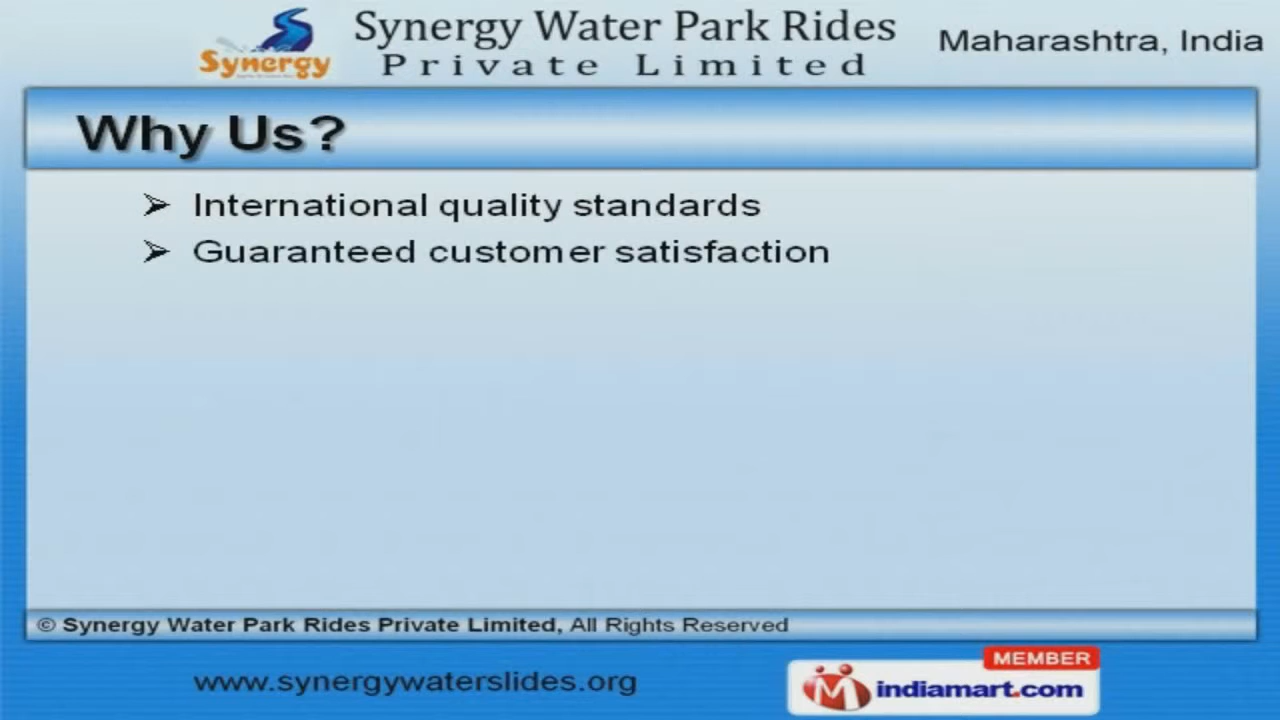 Synergy
Synergy Water Park Rides
Private Limited
Maharashtra, India
Why Us?
➢ International quality standards
➢ Guaranteed customer satisfaction
© Synergy Water Park Rides Private Limited, All Rights Reserved
www.synergywaterslides.org
MEMBER
indiamart.com